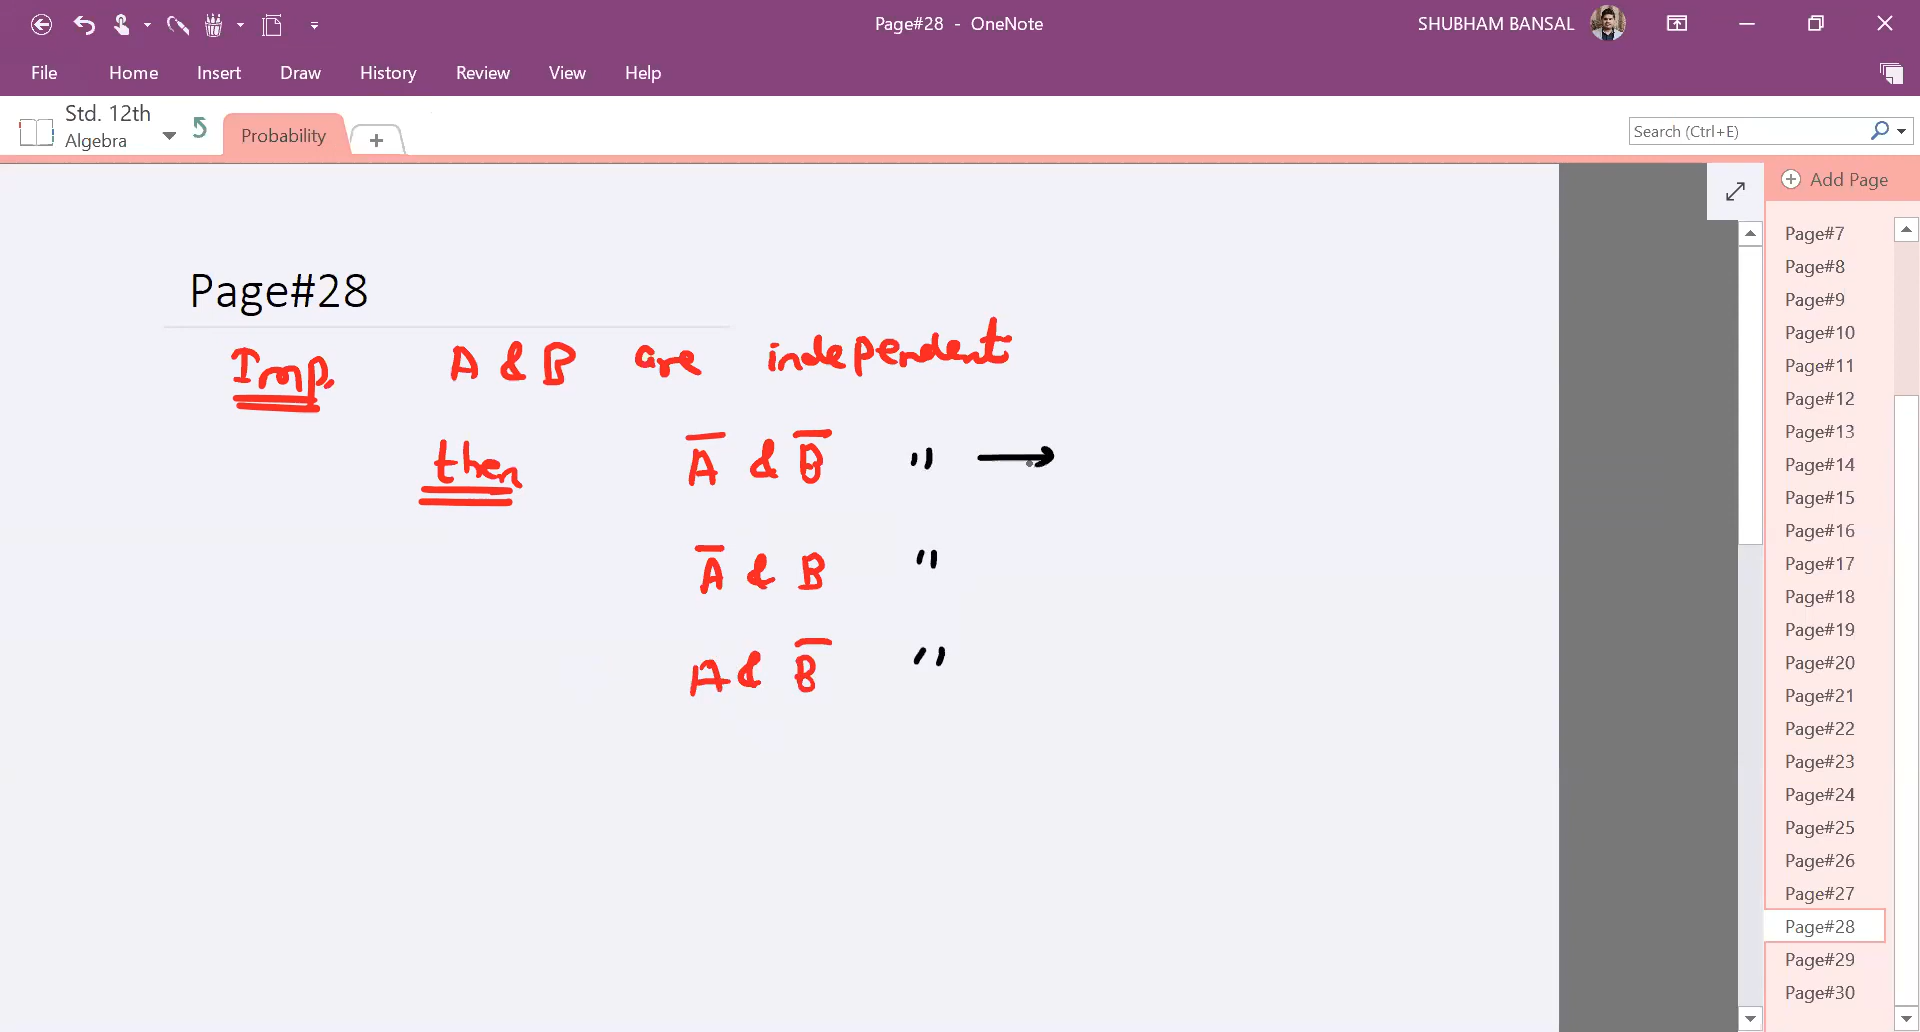 Page#28 - OneNote
SHUBHAM BANSAL
File Home Insert Draw History Review View Help
Std. 12th
Algebra
Probability
Search (Ctrl+E)
Add Page
Page#28
Imp. A & B are independent
then A̅ & B̅ " →
A̅ & B "
A & B̅ "
Page#7
Page#8
Page#9
Page#10
Page#11
Page#12
Page#13
Page#14
Page#15
Page#16
Page#17
Page#18
Page#19
Page#20
Page#21
Page#22
Page#23
Page#24
Page#25
Page#26
Page#27
Page#28
Page#29
Page#30